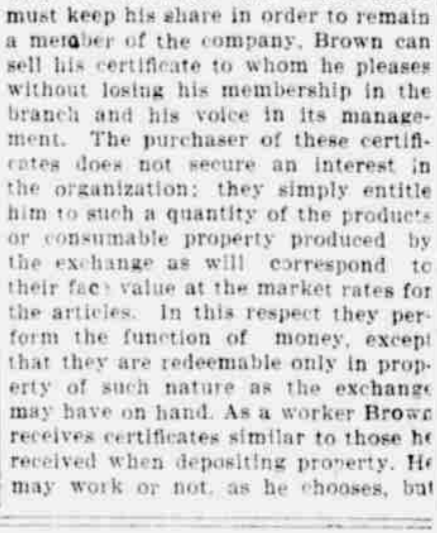 must keep his share in order to remain
a member of the company, Brown can
sell his certificate to whom he pleases
without losing his membership in the
branch and his voice in its manage-
ment. The purchaser of these certifi-
cates does not secure an interest in
the organization; they simply entitle
him to such a quantity of the products
or consumable property produced by
the exchange as will correspond to
their face value at the market rates for
the articles. In this respect they per-
form the function of money, except
that they are redeemable only in prop-
erty of such nature as the exchange
may have on hand. As a worker Brown
receives certificates similar to those he
received when depositing property. He
may work or not, as he chooses, but